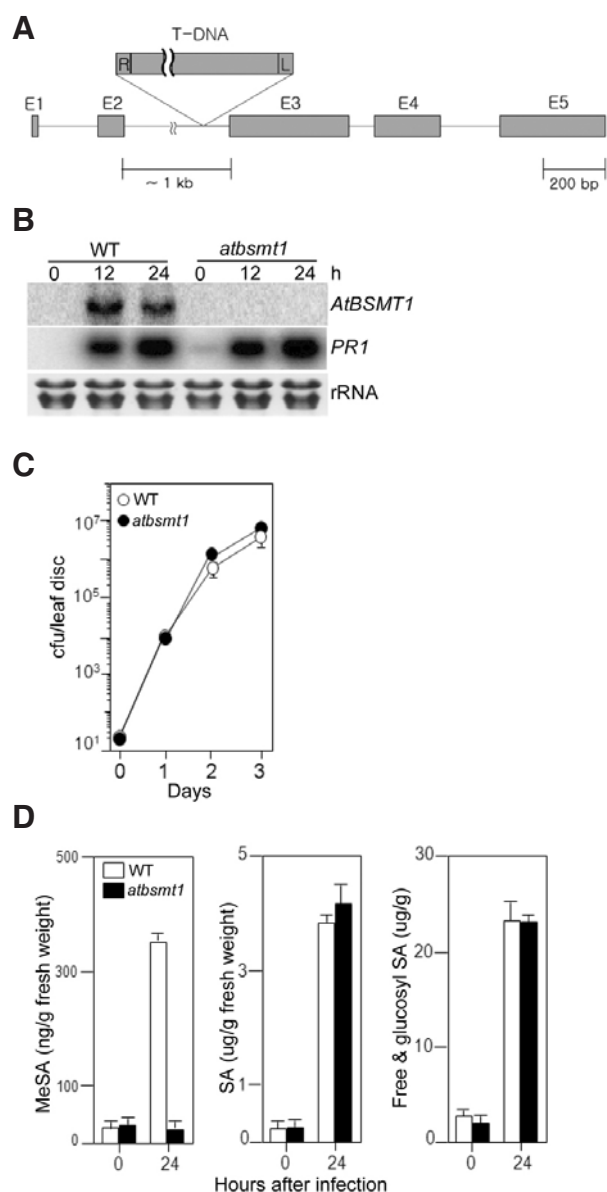 A
T-DNA
R L
E1 E2 E3 E4 E5
~ 1 kb 200 bp
B
WT atbsmt1
0 12 24 0 12 24 h
AtBSMT1
PR1
rRNA
C
WT
atbsmt1
10⁷
10⁵
10³
10¹
cfu/leaf disc
0 1 2 3
Days
D
MeSA (ng/g fresh weight)
500
300
100
0
WT
atbsmt1
0 24
SA (ug/g fresh weight)
5
3
1
0
0 24
Free & glucosyl SA (ug/g)
30
20
10
0
0 24
Hours after infection